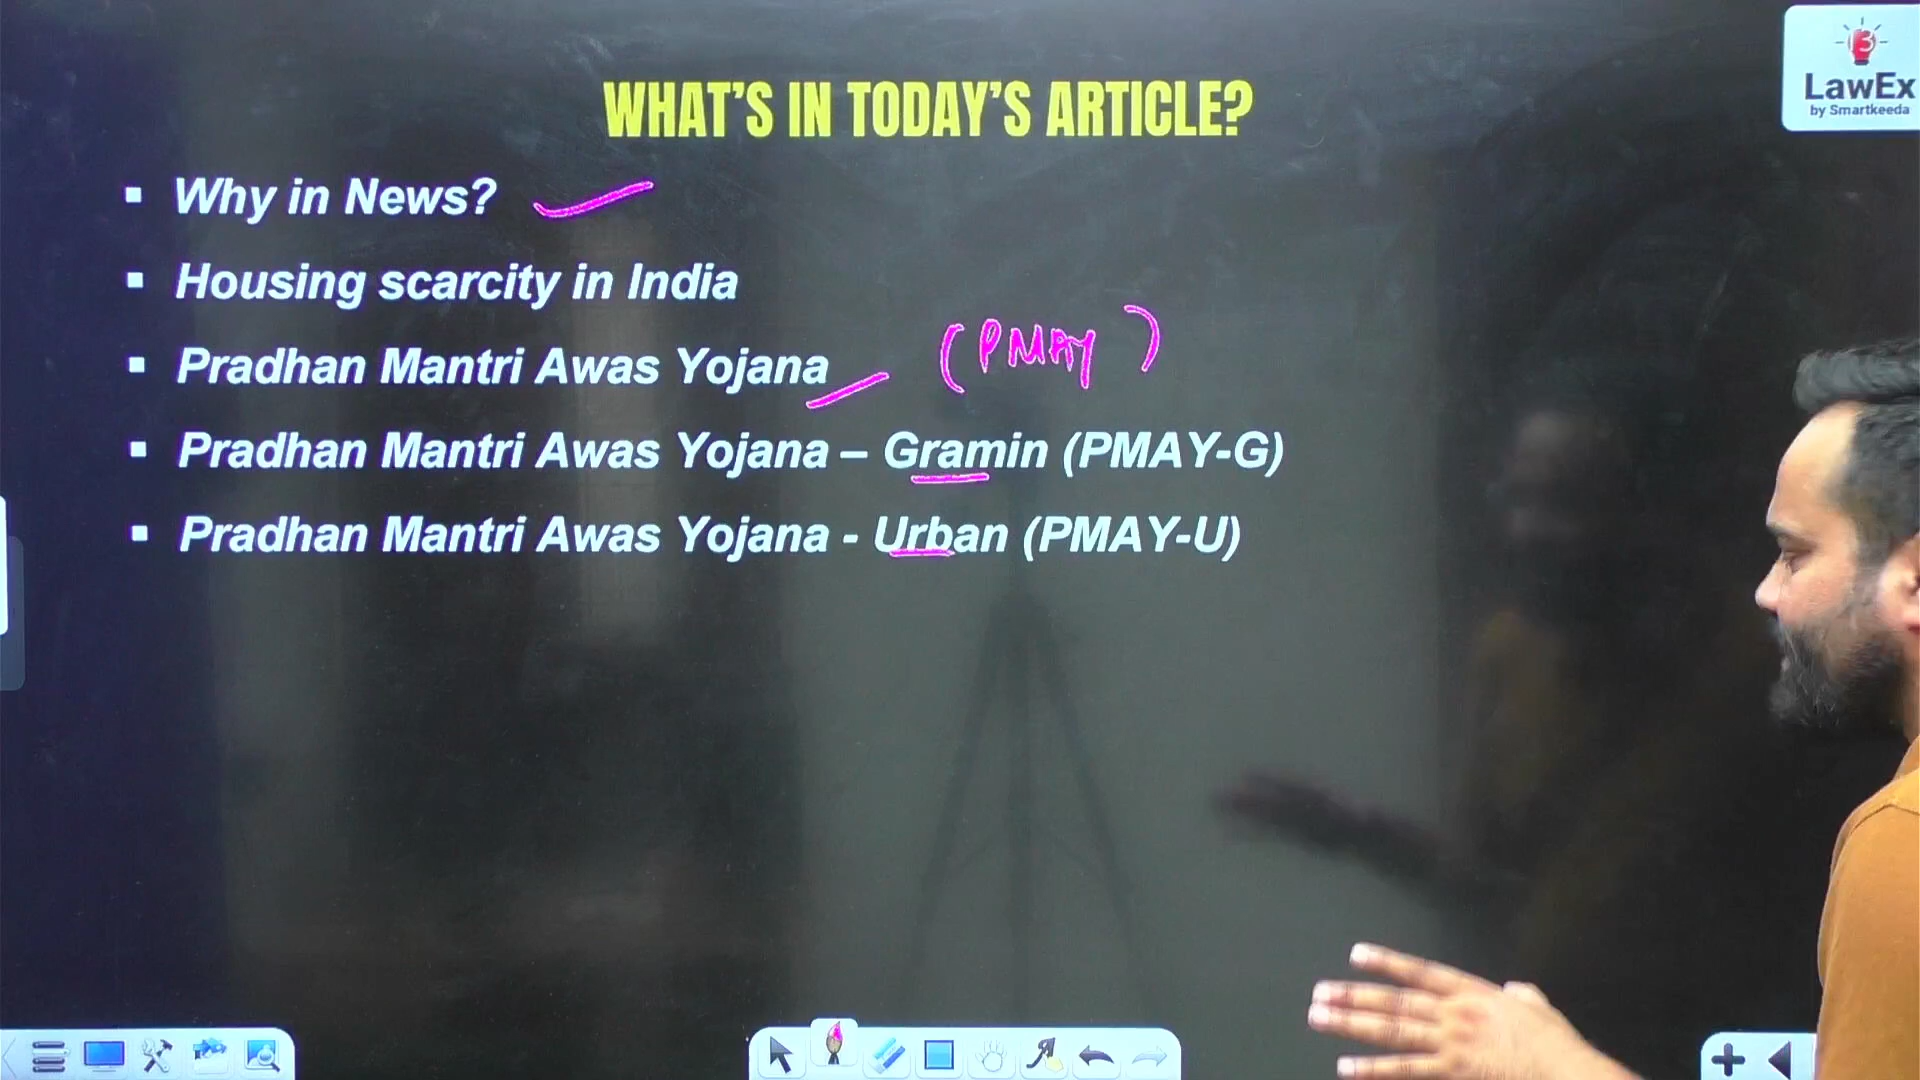 WHAT'S IN TODAY'S ARTICLE?
LawEx
by Smartkeeda
▪ Why in News?
▪ Housing scarcity in India
▪ Pradhan Mantri Awas Yojana (PMAY)
▪ Pradhan Mantri Awas Yojana – Gramin (PMAY-G)
▪ Pradhan Mantri Awas Yojana - Urban (PMAY-U)